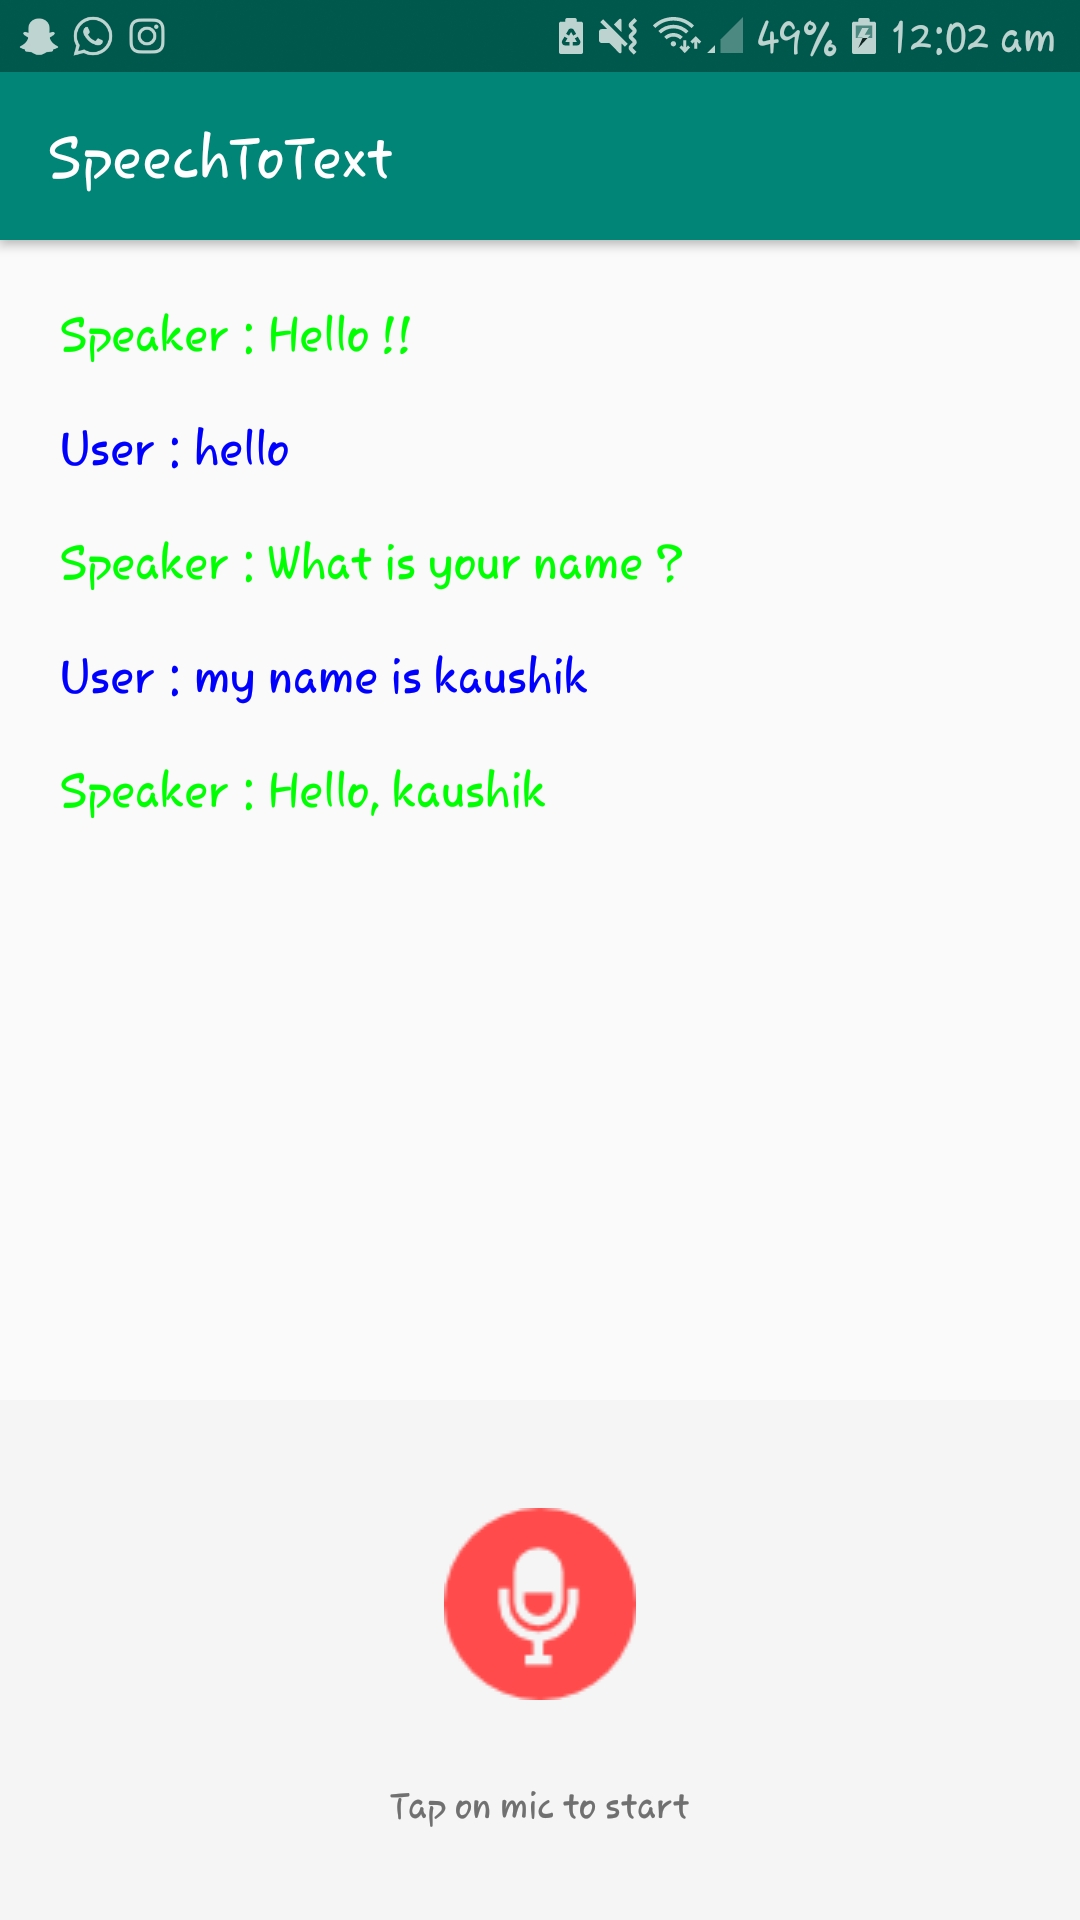 49% 12:02 am
SpeechToText
Speaker : Hello !!
User : hello
Speaker : What is your name ?
User : my name is kaushik
Speaker : Hello, kaushik
Tap on mic to start